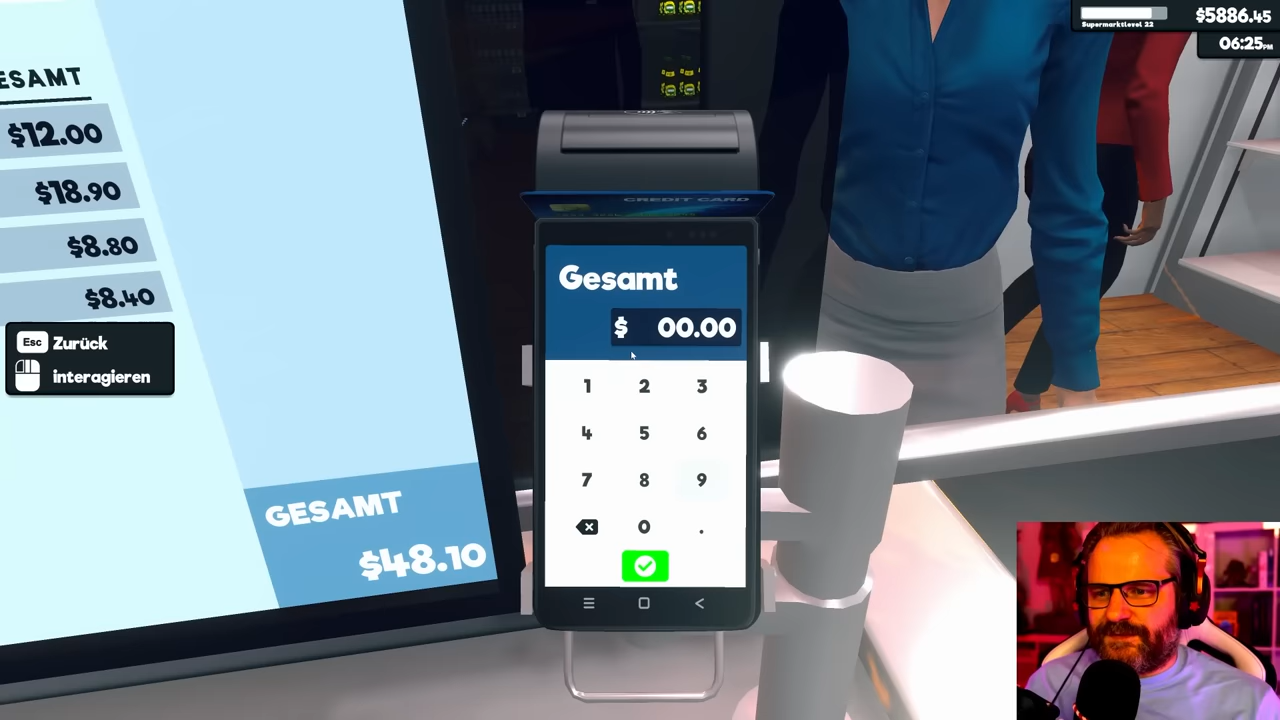 ESAMT
$12.00
$18.90
$8.80
$8.40
Esc Zurück
interagieren
GESAMT
$48.10
CREDIT CARD
Gesamt
$ 00.00
1 2 3
4 5 6
7 8 9
0 .
Supermarktlevel 22
$5886.45
06:25PM